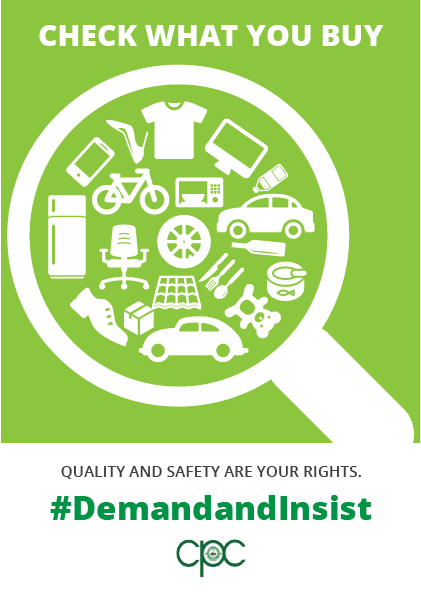 CHECK WHAT YOU BUY
QUALITY AND SAFETY ARE YOUR RIGHTS.
#DemandandInsist
cpc